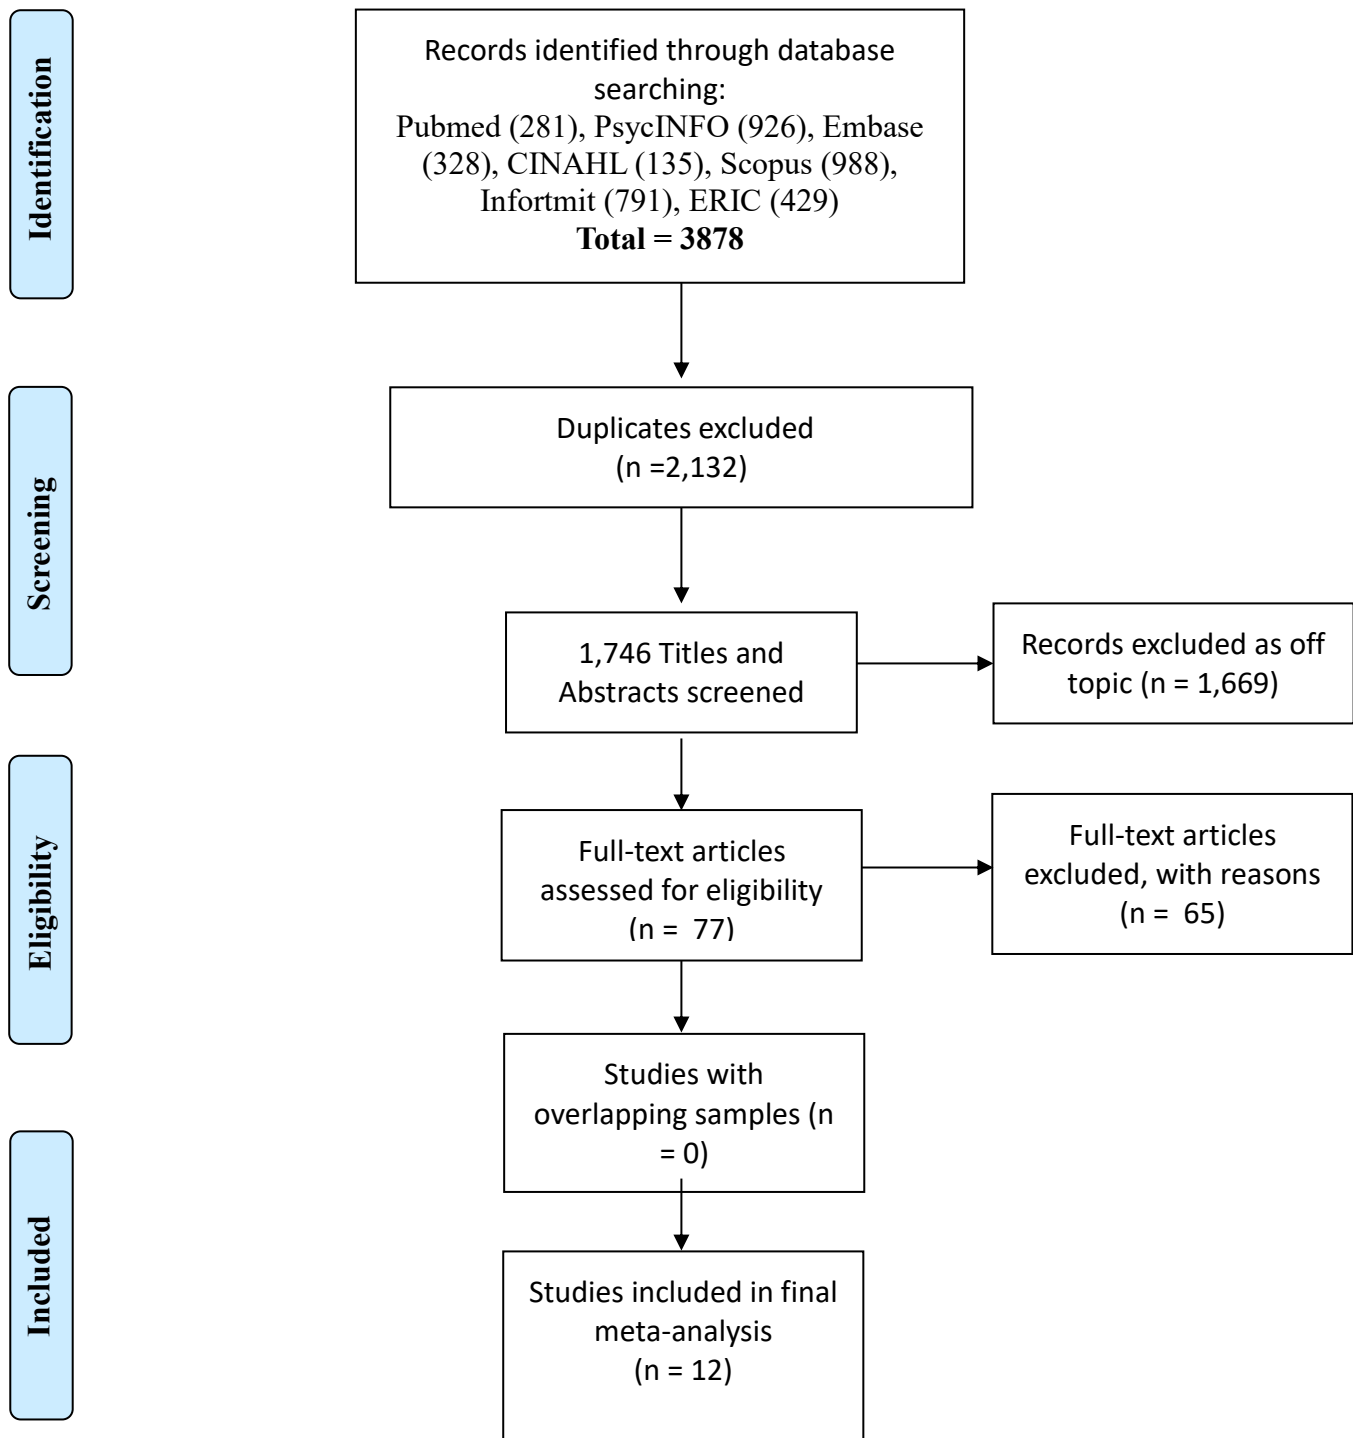 Identification
Records identified through database
searching:
Pubmed (281), PsycINFO (926), Embase
(328), CINAHL (135), Scopus (988),
Infortmit (791), ERIC (429)
Total = 3878
Screening
Duplicates excluded
(n =2,132)
1,746 Titles and
Abstracts screened
Records excluded as off
topic (n = 1,669)
Eligibility
Full-text articles
assessed for eligibility
(n = 77)
Full-text articles
excluded, with reasons
(n = 65)
Studies with
overlapping samples (n
= 0)
Included
Studies included in final
meta-analysis
(n = 12)